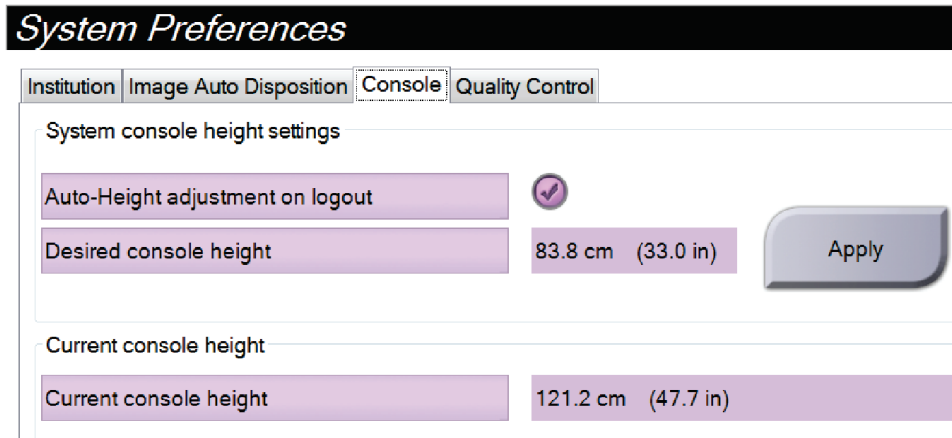 System Preferences
Institution Image Auto Disposition Console Quality Control
System console height settings
Auto-Height adjustment on logout
Desired console height 83.8 cm (33.0 in) Apply
Current console height
Current console height 121.2 cm (47.7 in)